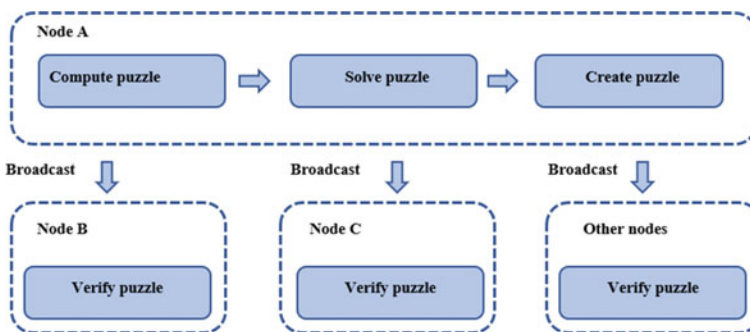 Node A
Compute puzzle
Solve puzzle
Create puzzle
Broadcast
Broadcast
Broadcast
Node B
Node C
Other nodes
Verify puzzle
Verify puzzle
Verify puzzle